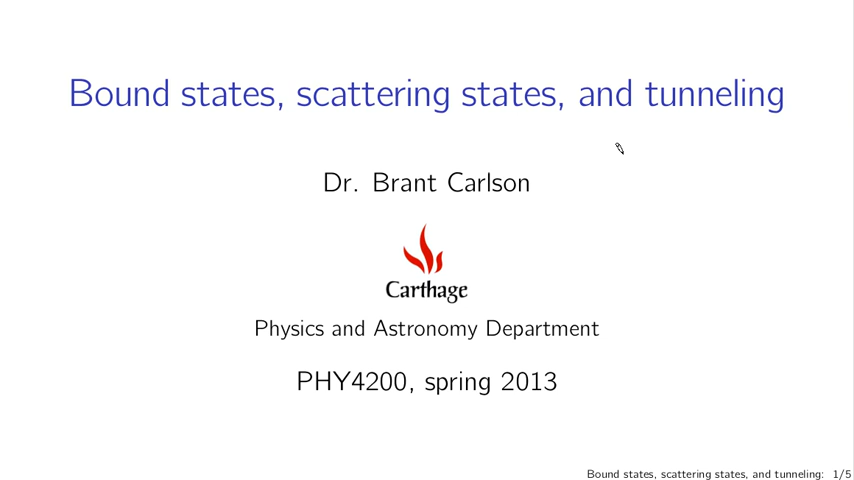 Bound states, scattering states, and tunneling
Dr. Brant Carlson
Carthage
Physics and Astronomy Department
PHY4200, spring 2013
Bound states, scattering states, and tunneling: 1/5